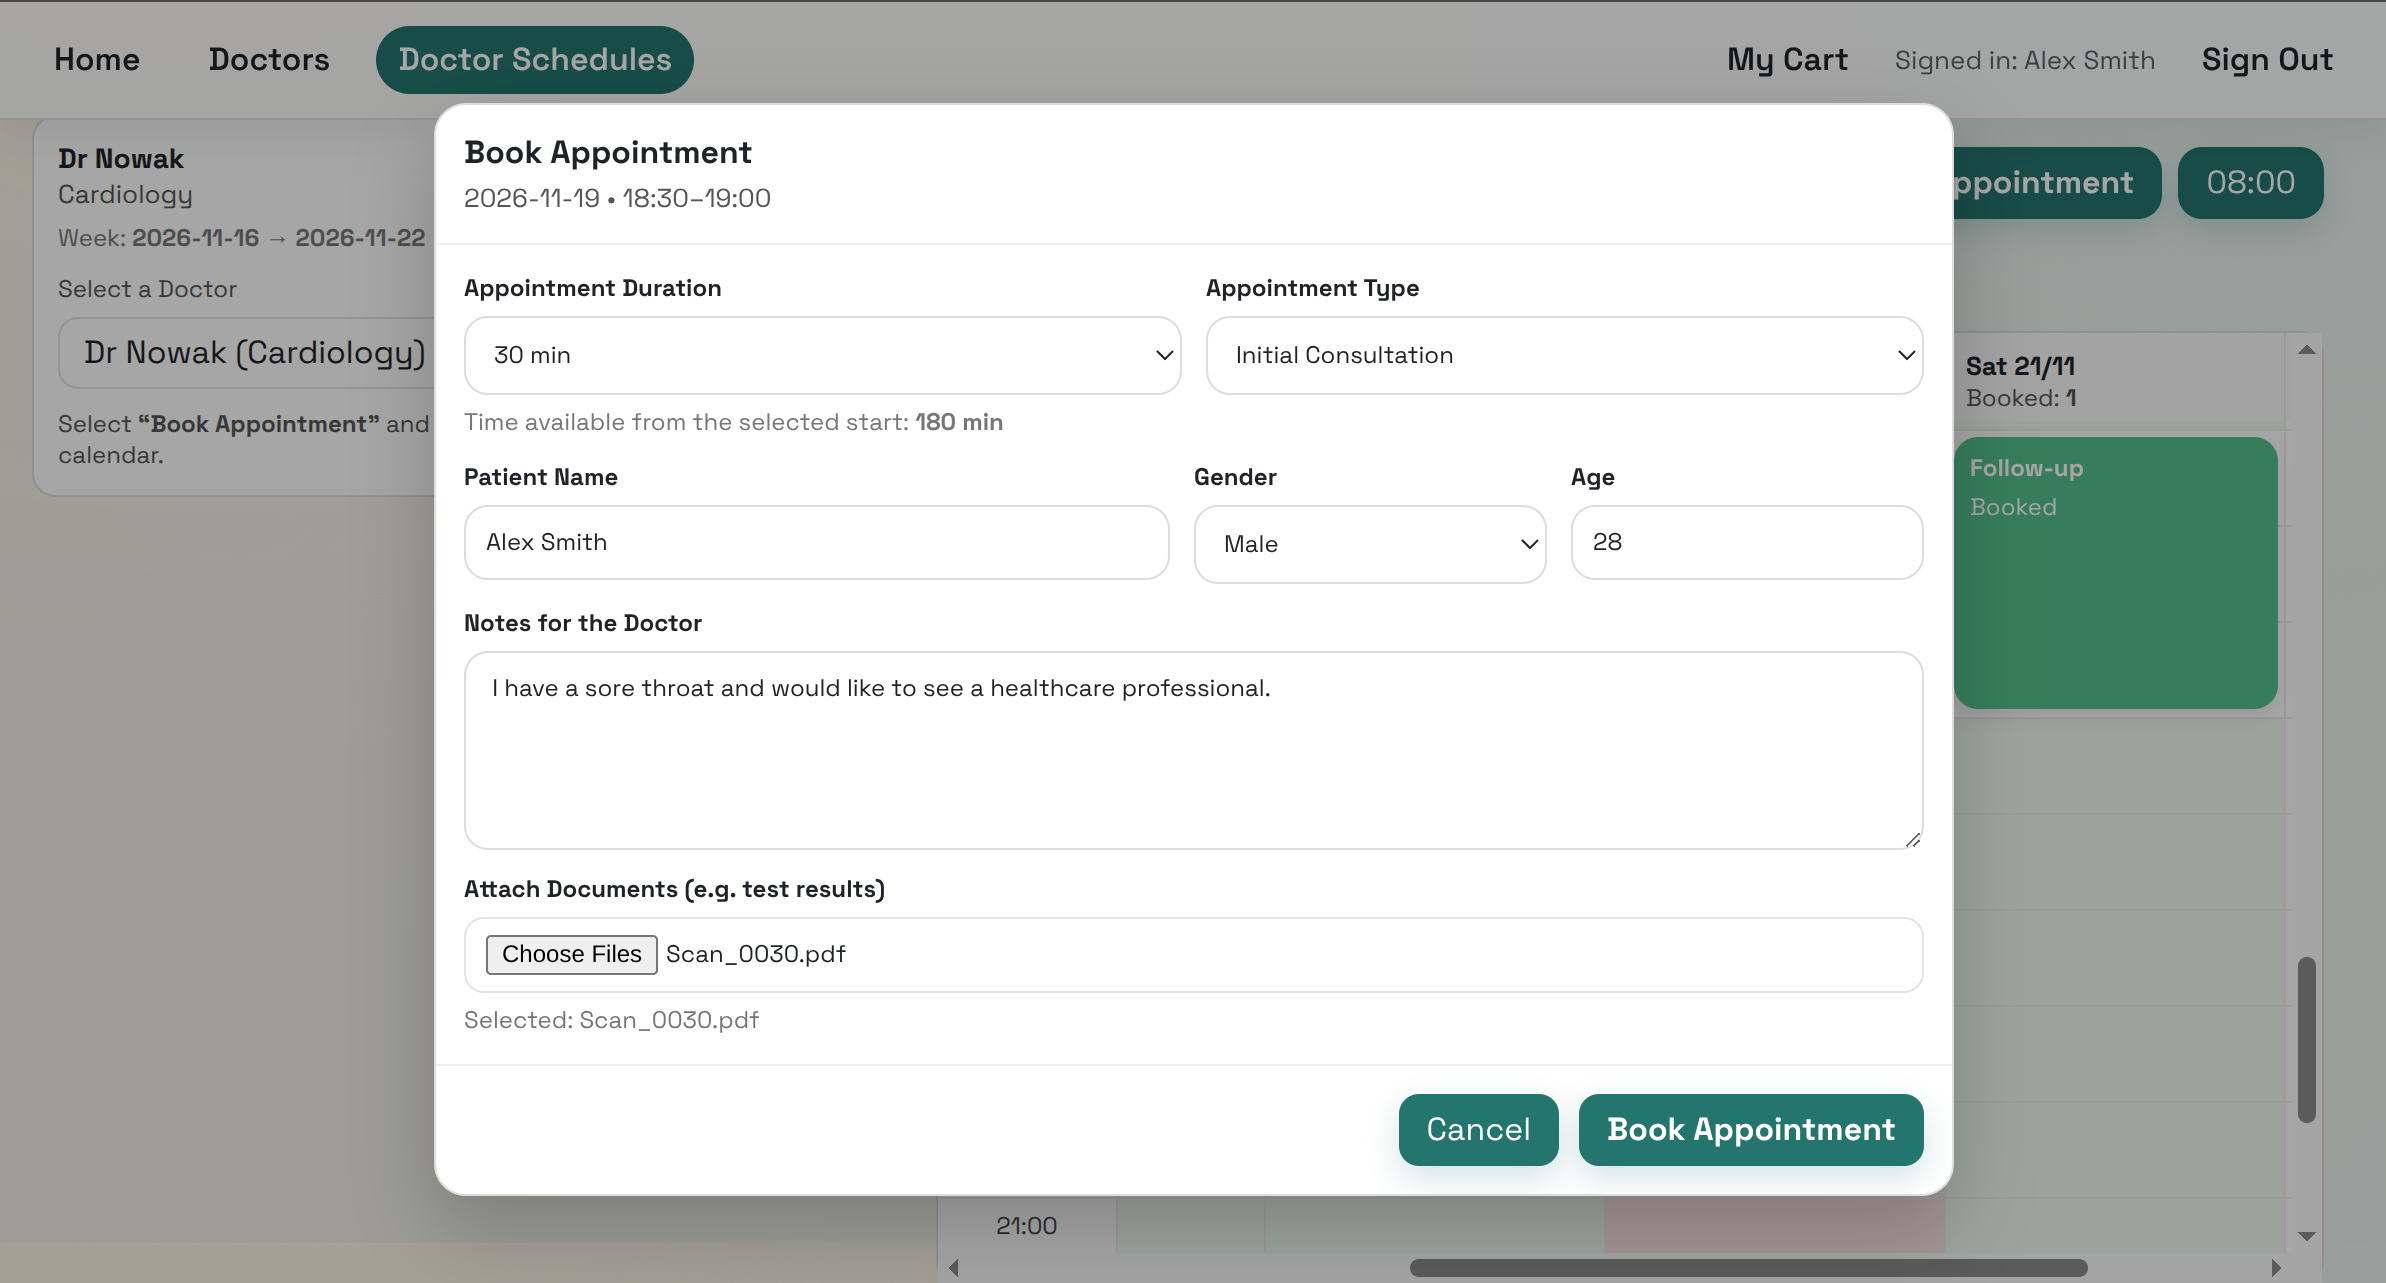 Home
Doctors
Doctor Schedules
My Cart
Signed in: Alex Smith
Sign Out
Dr Nowak
Cardiology
Week: 2026-11-16 → 2026-11-22
Select a Doctor
Dr Nowak (Cardiology)
Select “Book Appointment” and
calendar.
Book Appointment
2026-11-19 • 18:30–19:00
Appointment Duration
30 min
Time available from the selected start: 180 min
Appointment Type
Initial Consultation
Patient Name
Alex Smith
Gender
Male
Age
28
Notes for the Doctor
I have a sore throat and would like to see a healthcare professional.
Attach Documents (e.g. test results)
Choose Files Scan_0030.pdf
Selected: Scan_0030.pdf
Cancel
Book Appointment
ppointment
08:00
Sat 21/11
Booked: 1
Follow-up
Booked
21:00